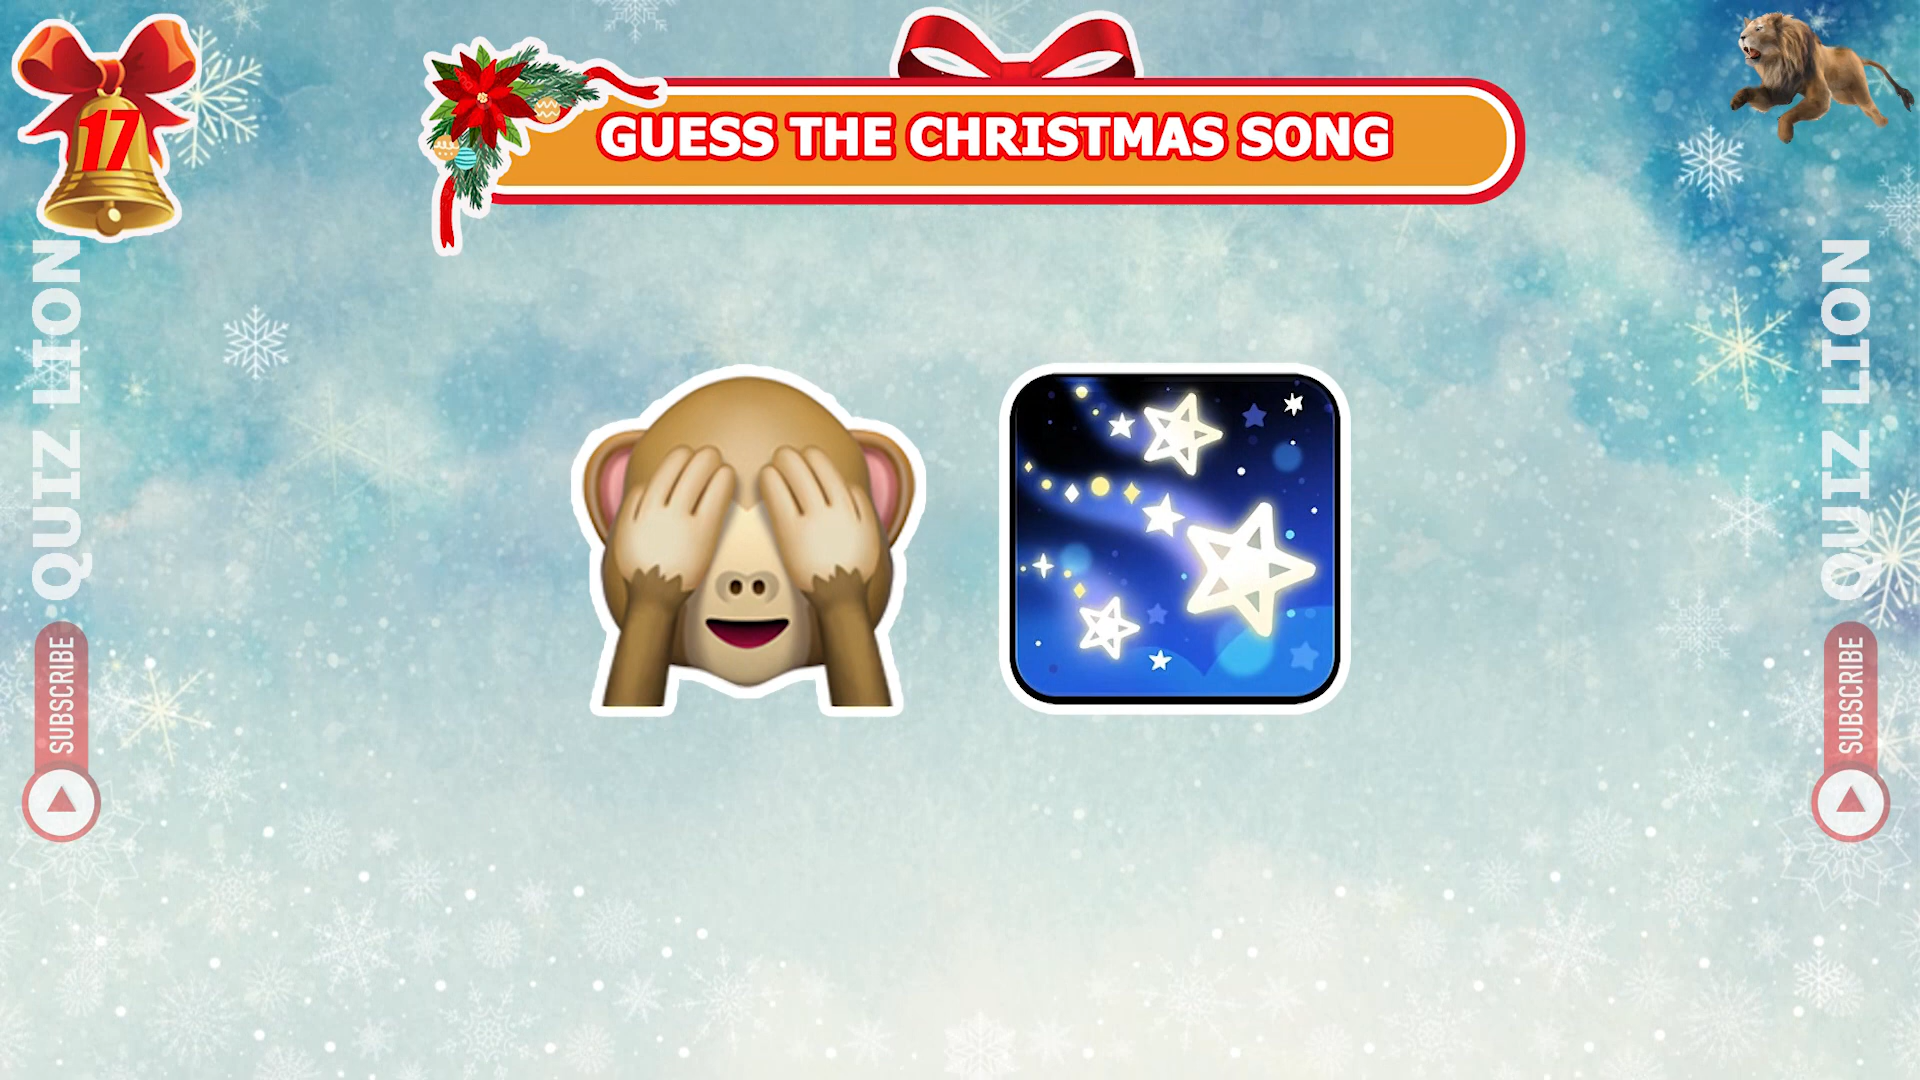 17
GUESS THE CHRISTMAS SONG
QUIZ LION
SUBSCRIBE
QUIZ LION
SUBSCRIBE